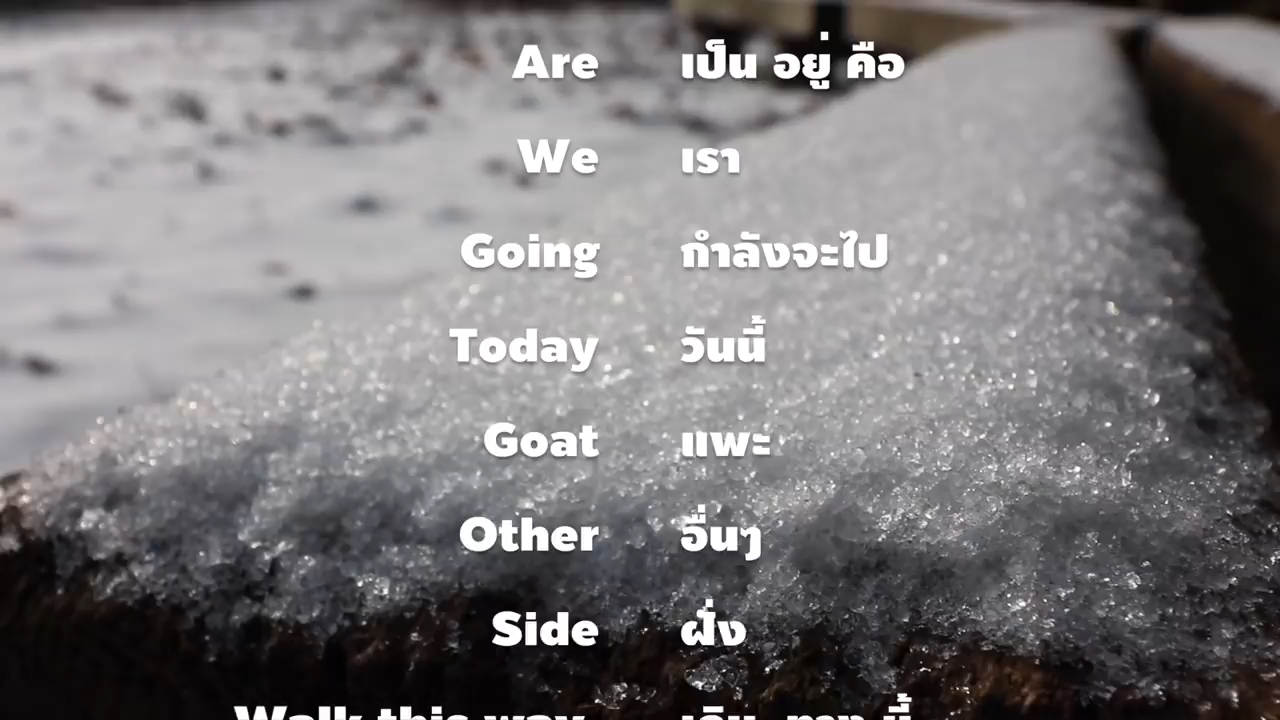 Are เป็น อยู่ คือ
We เรา
Going กำลังจะไป
Today วันนี้
Goat แพะ
Other อื่นๆ
Side ฝั่ง
Walk this way เดิน ทาง นี้